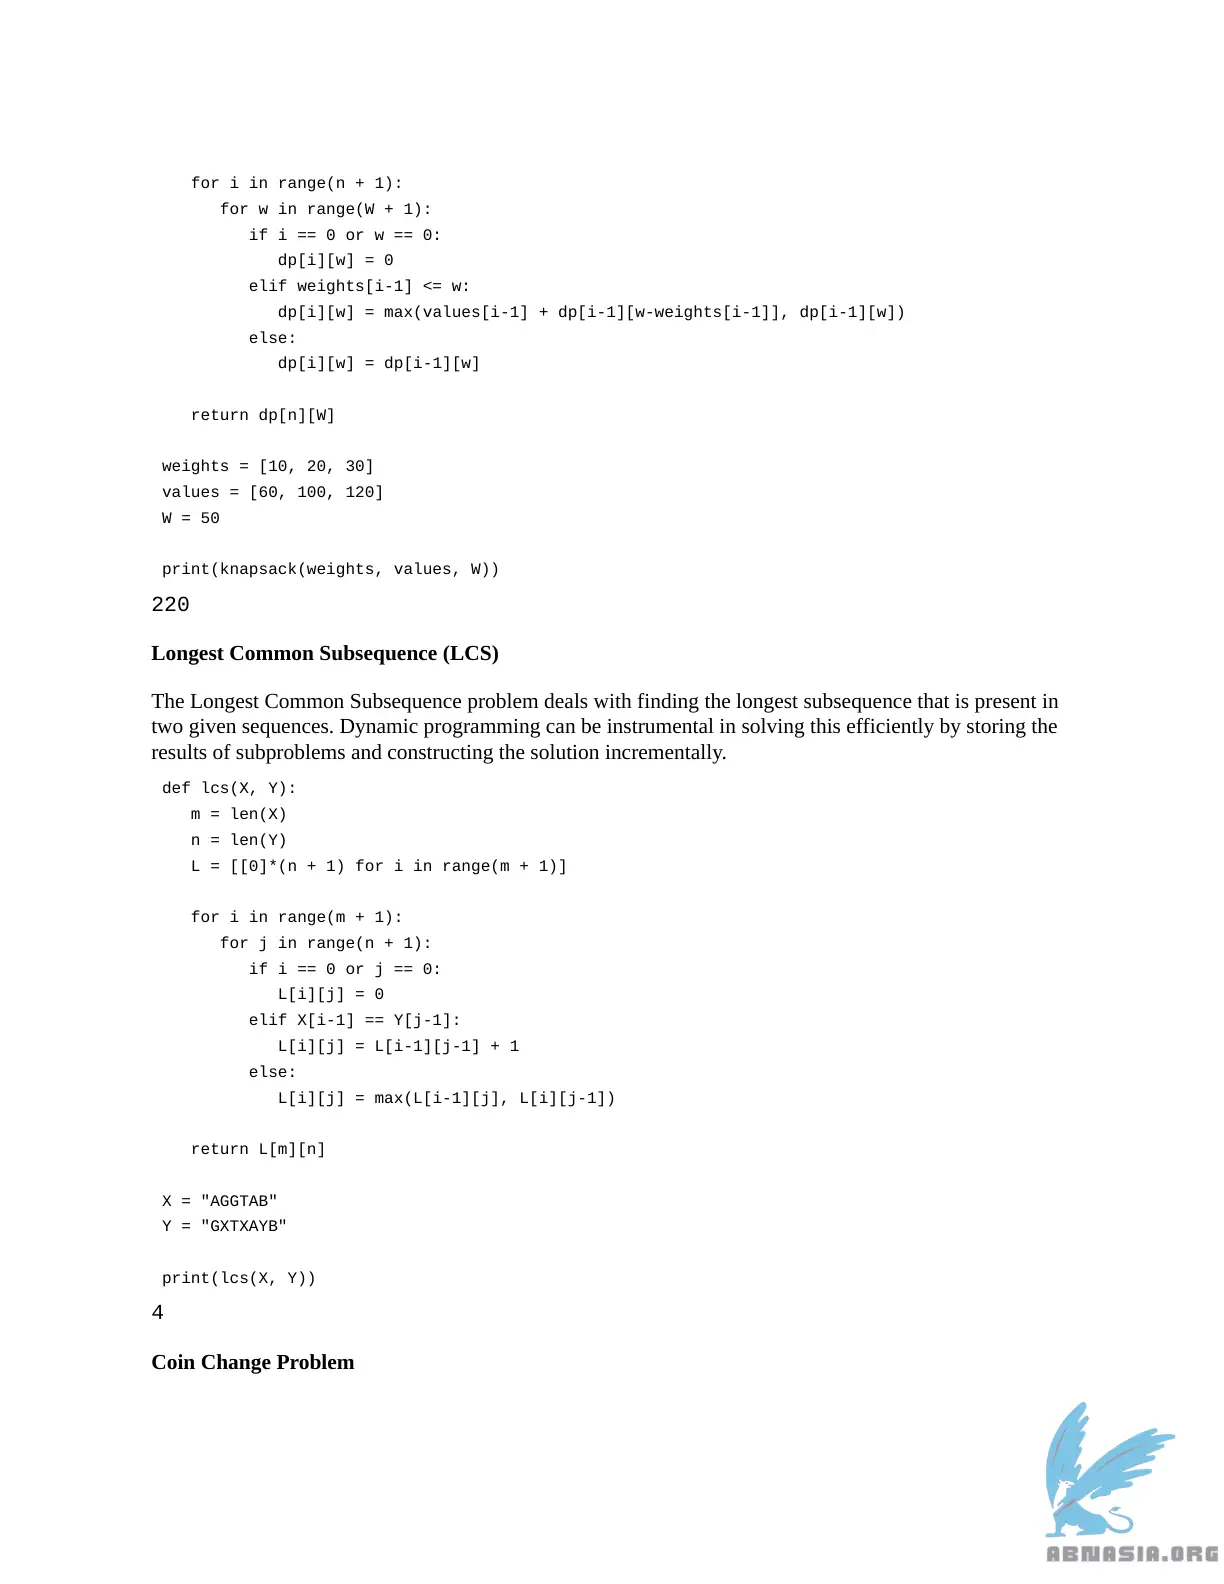 for i in range(n + 1):
for w in range(W + 1):
if i == 0 or w == 0:
dp[i][w] = 0
elif weights[i-1] <= w:
dp[i][w] = max(values[i-1] + dp[i-1][w-weights[i-1]], dp[i-1][w])
else:
dp[i][w] = dp[i-1][w]
return dp[n][W]
weights = [10, 20, 30]
values = [60, 100, 120]
W = 50
print(knapsack(weights, values, W))
220
Longest Common Subsequence (LCS)
The Longest Common Subsequence problem deals with finding the longest subsequence that is present in
two given sequences. Dynamic programming can be instrumental in solving this efficiently by storing the
results of subproblems and constructing the solution incrementally.
def lcs(X, Y):
m = len(X)
n = len(Y)
L = [[0]*(n + 1) for i in range(m + 1)]
for i in range(m + 1):
for j in range(n + 1):
if i == 0 or j == 0:
L[i][j] = 0
elif X[i-1] == Y[j-1]:
L[i][j] = L[i-1][j-1] + 1
else:
L[i][j] = max(L[i-1][j], L[i][j-1])
return L[m][n]
X = "AGGTAB"
Y = "GXTXAYB"
print(lcs(X, Y))
4
Coin Change Problem
ABNASIA.ORG